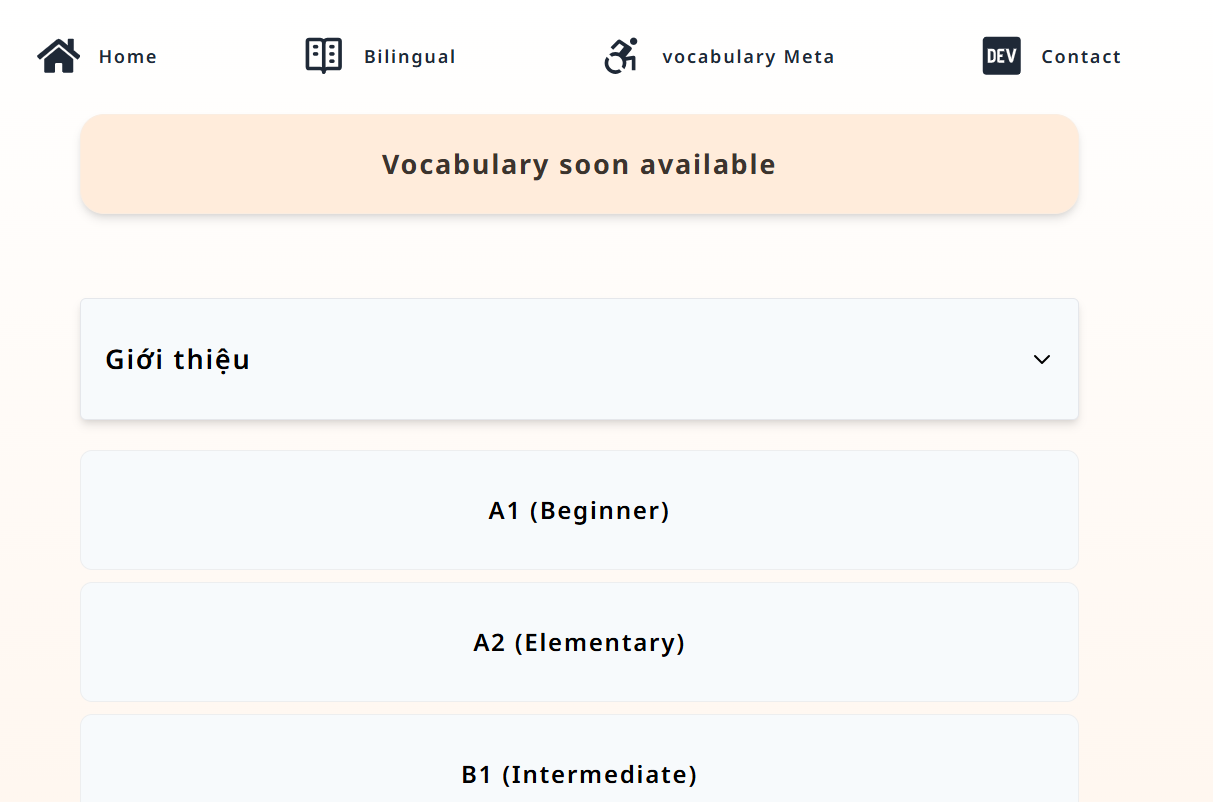 Home
Bilingual
vocabulary Meta
DEV
Contact
Vocabulary soon available
Giới thiệu
A1 (Beginner)
A2 (Elementary)
B1 (Intermediate)